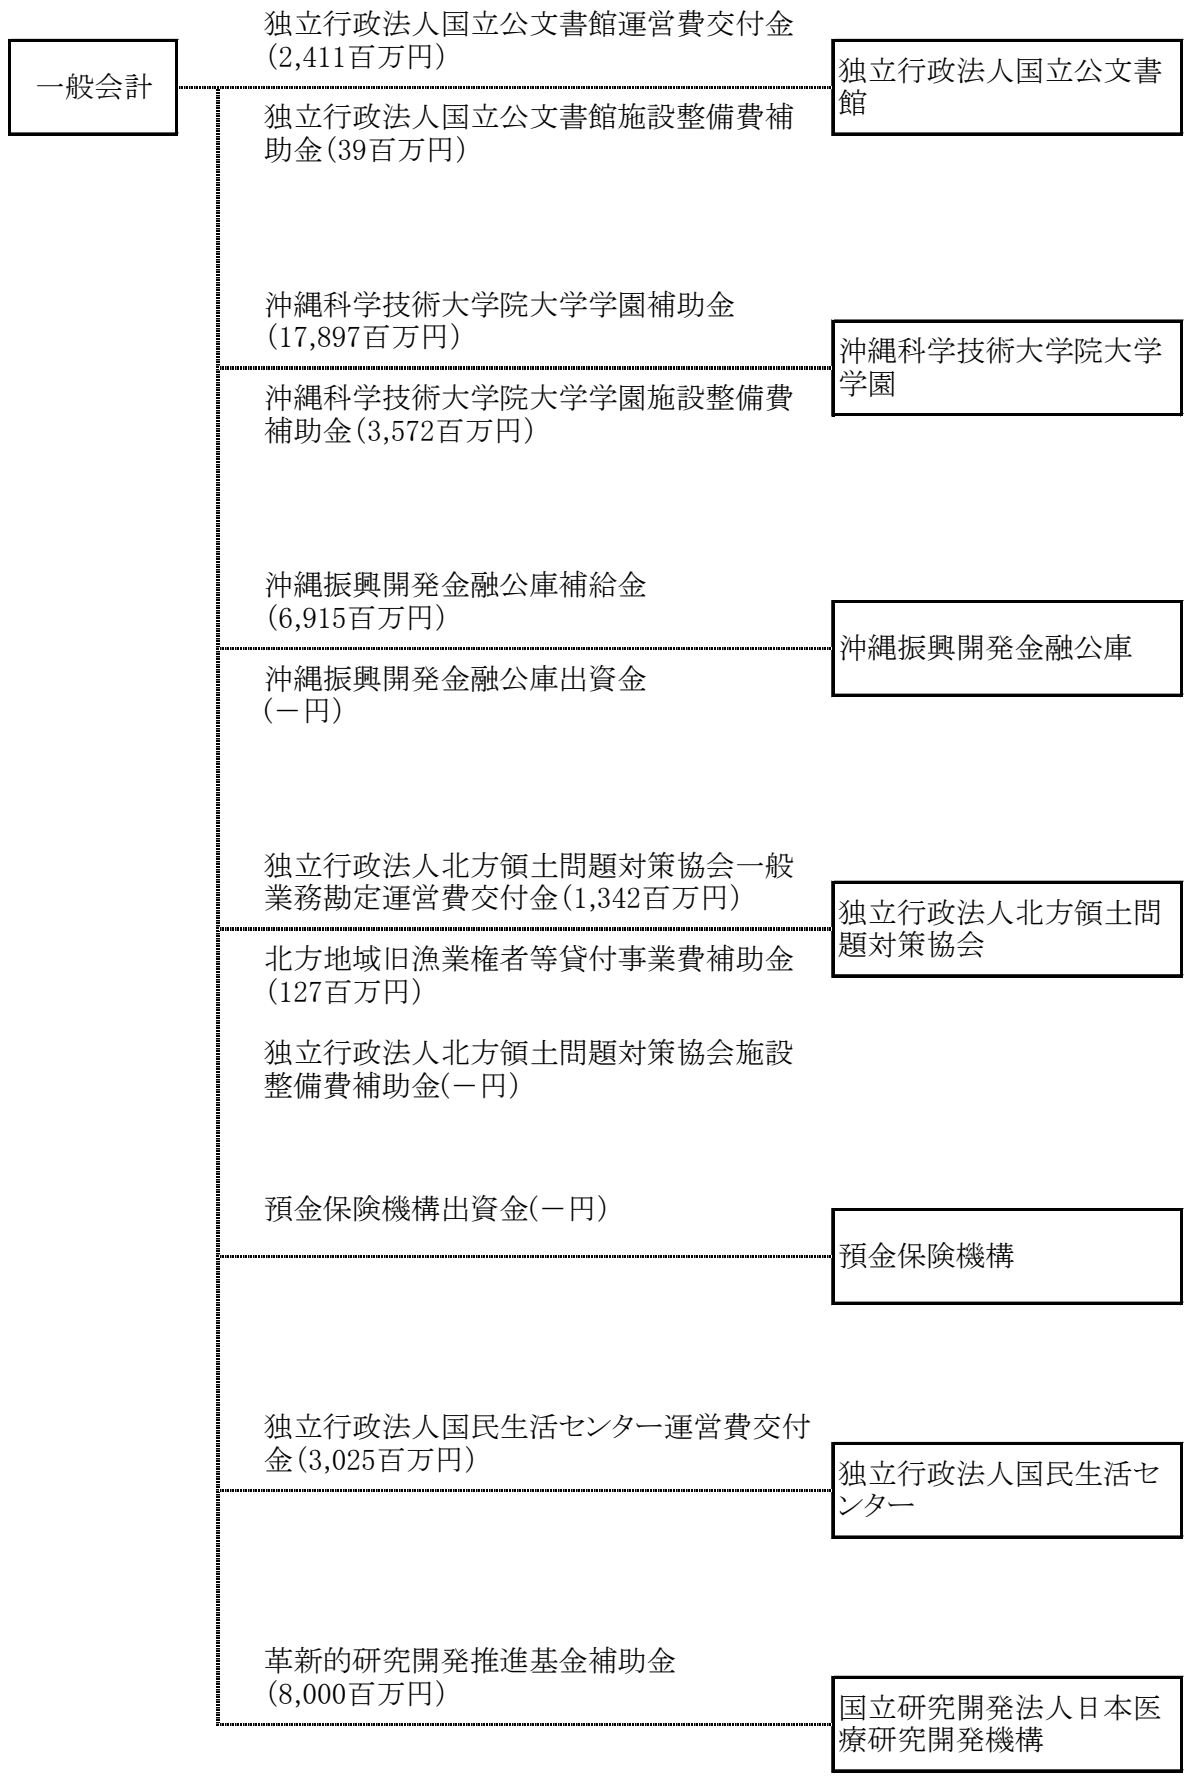 一般会計
独立行政法人国立公文書館運営費交付金
(2,411百万円)
独立行政法人国立公文書館施設整備費補
助金(39百万円)
独立行政法人国立公文書
館
沖縄科学技術大学院大学学園補助金
(17,897百万円)
沖縄科学技術大学院大学学園施設整備費
補助金(3,572百万円)
沖縄科学技術大学院大学
学園
沖縄振興開発金融公庫補給金
(6,915百万円)
沖縄振興開発金融公庫出資金
(－円)
沖縄振興開発金融公庫
独立行政法人北方領土問題対策協会一般
業務勘定運営費交付金(1,342百万円)
北方地域旧漁業権者等貸付事業費補助金
(127百万円)
独立行政法人北方領土問題対策協会施設
整備費補助金(－円)
独立行政法人北方領土問
題対策協会
預金保険機構出資金(－円)
預金保険機構
独立行政法人国民生活センター運営費交付
金(3,025百万円)
独立行政法人国民生活セ
ンター
革新的研究開発推進基金補助金
(8,000百万円)
国立研究開発法人日本医
療研究開発機構